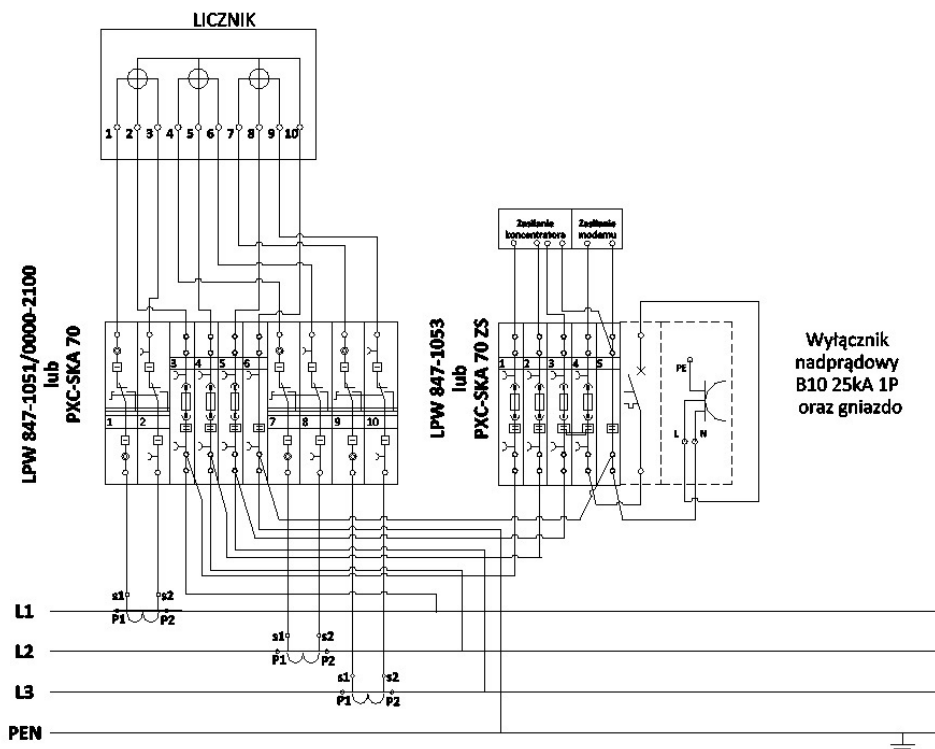 LICZNIK
1 2 3 4 5 6 7 8 9 10
Zasilanie
koncentratora
Zasilanie
modemu
LPW 847-1051/0000-2100
lub
PXC-SKA 70
3 4 5 6
1 2 7 8 9 10
LPW 847-1053
lub
PXC-SKA 70 ZS
1 2 3 4 5
PE
L N
Wyłącznik
nadprądowy
B10 25kA 1P
oraz gniazdo
s1 s2
L1
P1 P2
s1 s2
L2
P1 P2
s1 s2
L3
P1 P2
PEN